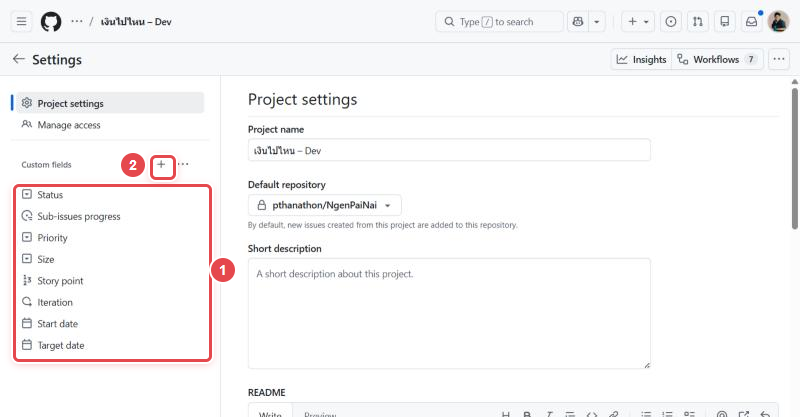 เงินไปไหน – Dev
Type / to search
Settings
Insights
Workflows 7
Project settings
Manage access
Custom fields
2
Status
Sub-issues progress
Priority
Size
Story point
Iteration
Start date
Target date
1
Project settings
Project name
เงินไปไหน – Dev
Default repository
pthanathon/NgenPaiNai
By default, new issues created from this project are added to this repository.
Short description
A short description about this project.
README
Write Preview